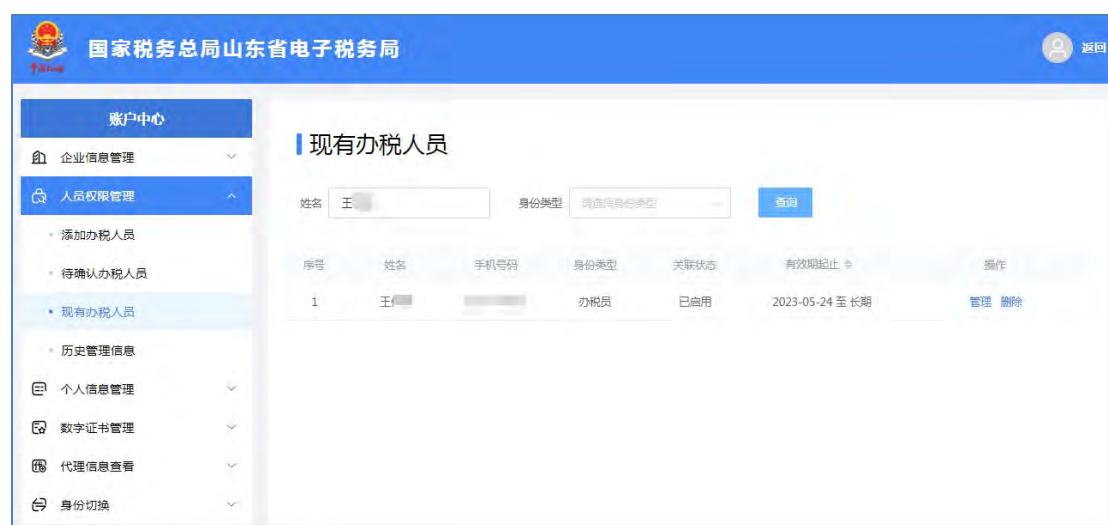 国家税务总局山东省电子税务局
返回
账户中心
企业信息管理
人员权限管理
添加办税人员
待确认办税人员
现有办税人员
历史管理信息
个人信息管理
数字证书管理
代理信息查看
身份切换
现有办税人员
姓名 王 身份类型 请选择身份类型 查询
序号 姓名 手机号码 身份类型 关联状态 有效期起止 操作
1 王 办税员 已启用 2023-05-24 至 长期 管理 删除